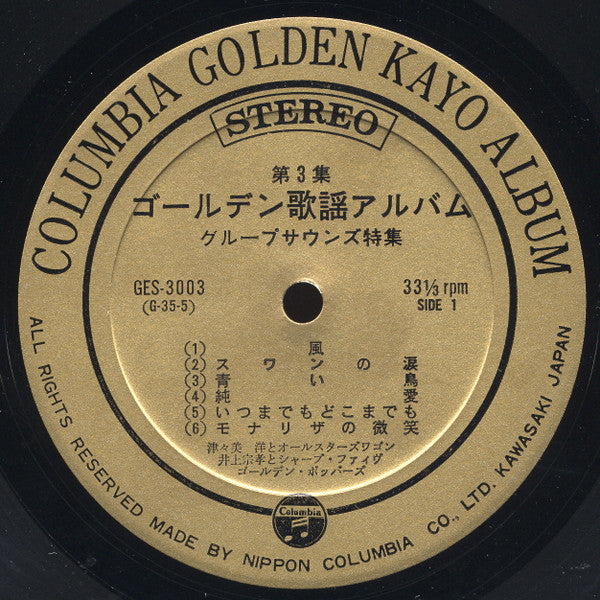 COLUMBIA GOLDEN KAYO ALBUM
STEREO
第3集
ゴールデン歌謡アルバム
グループサウンズ特集
GES-3003
(G-35-5)
33⅓ rpm
SIDE 1
(1) 風
(2) スワンの涙
(3) 青い鳥
(4) 純愛
(5) いつまでもどこまでも
(6) モナリザの微笑
津々美 洋とオールスターズワゴン
井上宗孝とシャープ・ファイヴ
ゴールデン・ポッパーズ
Columbia
ALL RIGHTS RESERVED MADE BY NIPPON COLUMBIA CO., LTD. KAWASAKI JAPAN